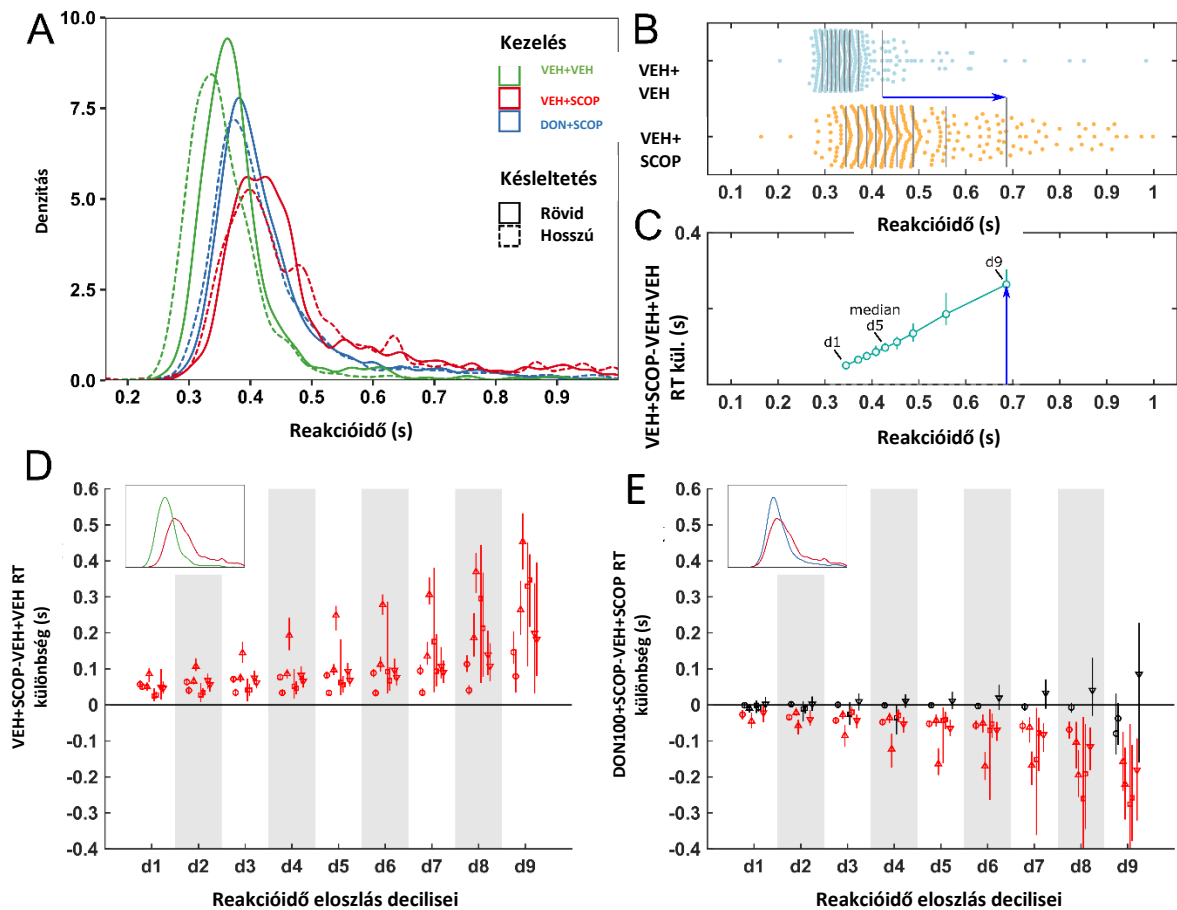 A
10.0
7.5
5.0
2.5
0.0
Denzitás
0.2 0.3 0.4 0.5 0.6 0.7 0.8 0.9
Reakcióidő (s)
Kezelés
VEH+VEH
VEH+SCOP
DON+SCOP
Késleltetés
Rövid
Hosszú
B
VEH+
VEH
VEH+
SCOP
0.1 0.2 0.3 0.4 0.5 0.6 0.7 0.8 0.9 1
Reakcióidő (s)
C
0.4
VEH+SCOP-VEH+VEH
RT kül. (s)
d1
median
d5
d9
0.1 0.2 0.3 0.4 0.5 0.6 0.7 0.8 0.9 1
Reakcióidő (s)
D
0.6
0.5
0.4
0.3
0.2
0.1
0
-0.1
-0.2
-0.3
-0.4
VEH+SCOP-VEH+VEH RT
különbség (s)
d1 d2 d3 d4 d5 d6 d7 d8 d9
Reakcióidő eloszlás decilisei
E
0.6
0.5
0.4
0.3
0.2
0.1
0
-0.1
-0.2
-0.3
-0.4
DON100+SCOP-VEH+SCOP RT
különbség (s)
d1 d2 d3 d4 d5 d6 d7 d8 d9
Reakcióidő eloszlás decilisei